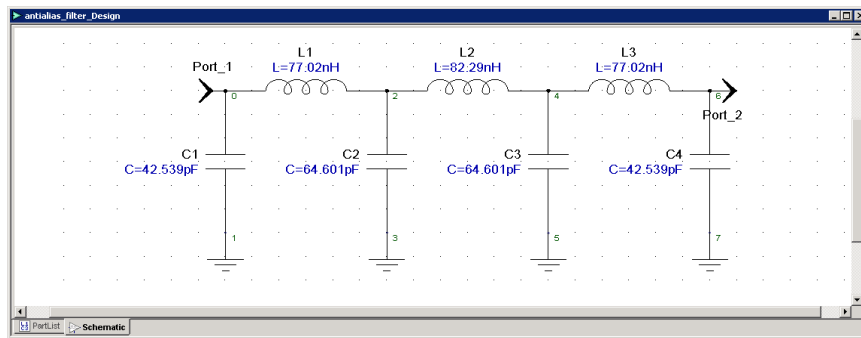 antialias_filter_Design
L1
L2
L3
Port_1
L=77.02nH
L=82.29nH
L=77.02nH
0
2
4
6
Port_2
C1
C2
C3
C4
C=42.539pF
C=64.601pF
C=64.601pF
C=42.539pF
1
3
5
7
PartList
Schematic